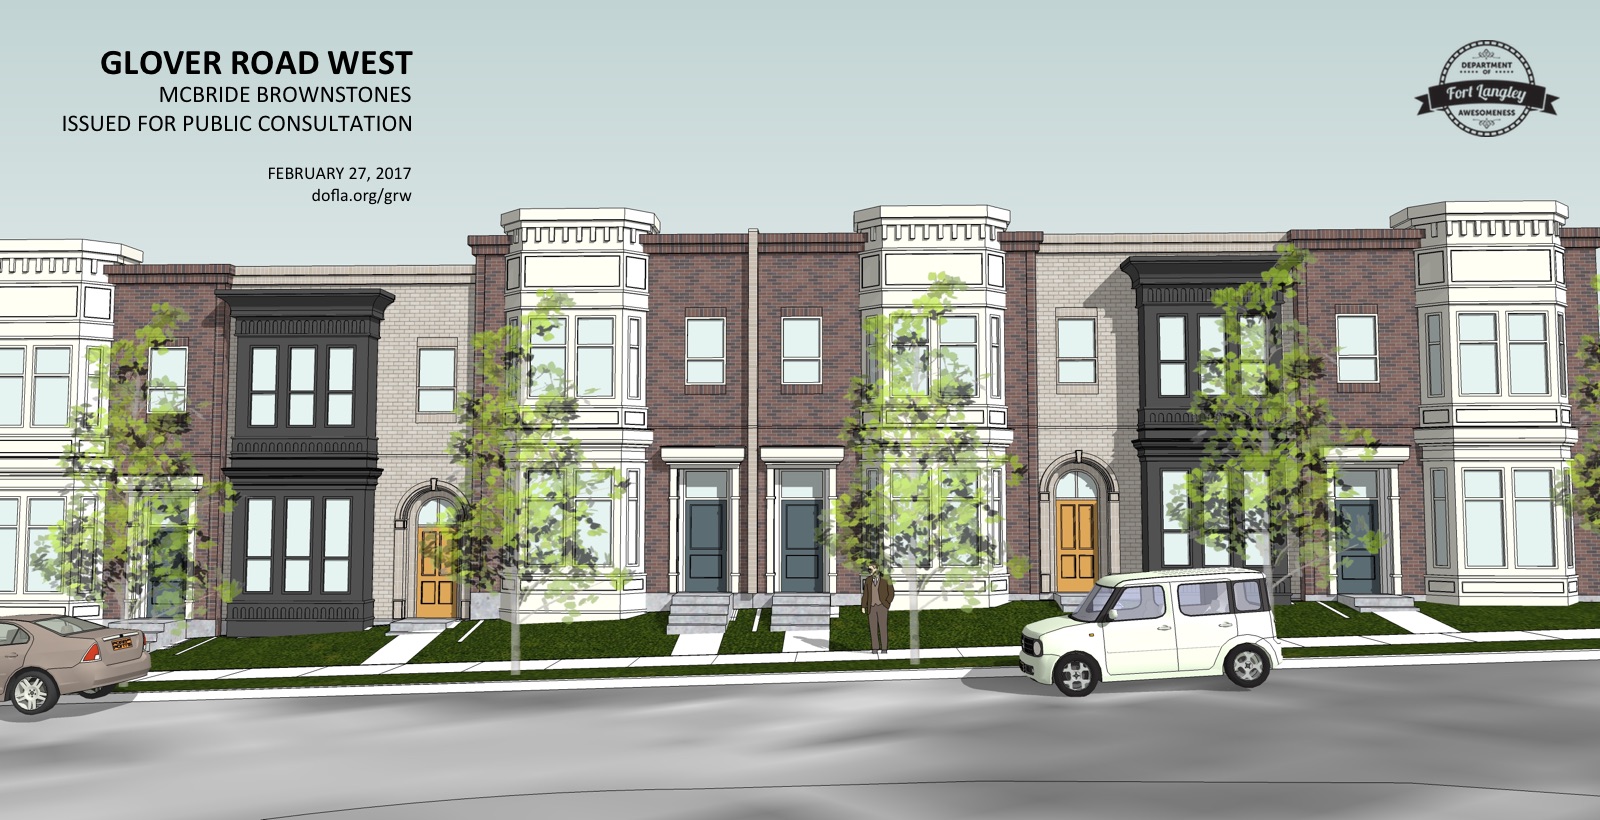 GLOVER ROAD WEST
MCBRIDE BROWNSTONES
ISSUED FOR PUBLIC CONSULTATION
FEBRUARY 27, 2017
dofla.org/grw
DEPARTMENT
OF
Fort Langley
AWESOMENESS